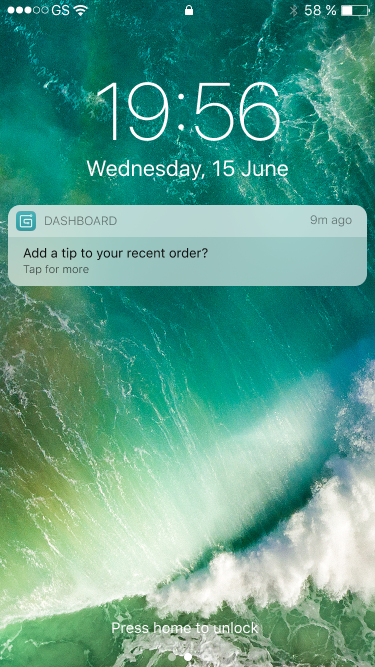 GS 58 %
19:56
Wednesday, 15 June
DASHBOARD 9m ago
Add a tip to your recent order?
Tap for more
Press home to unlock